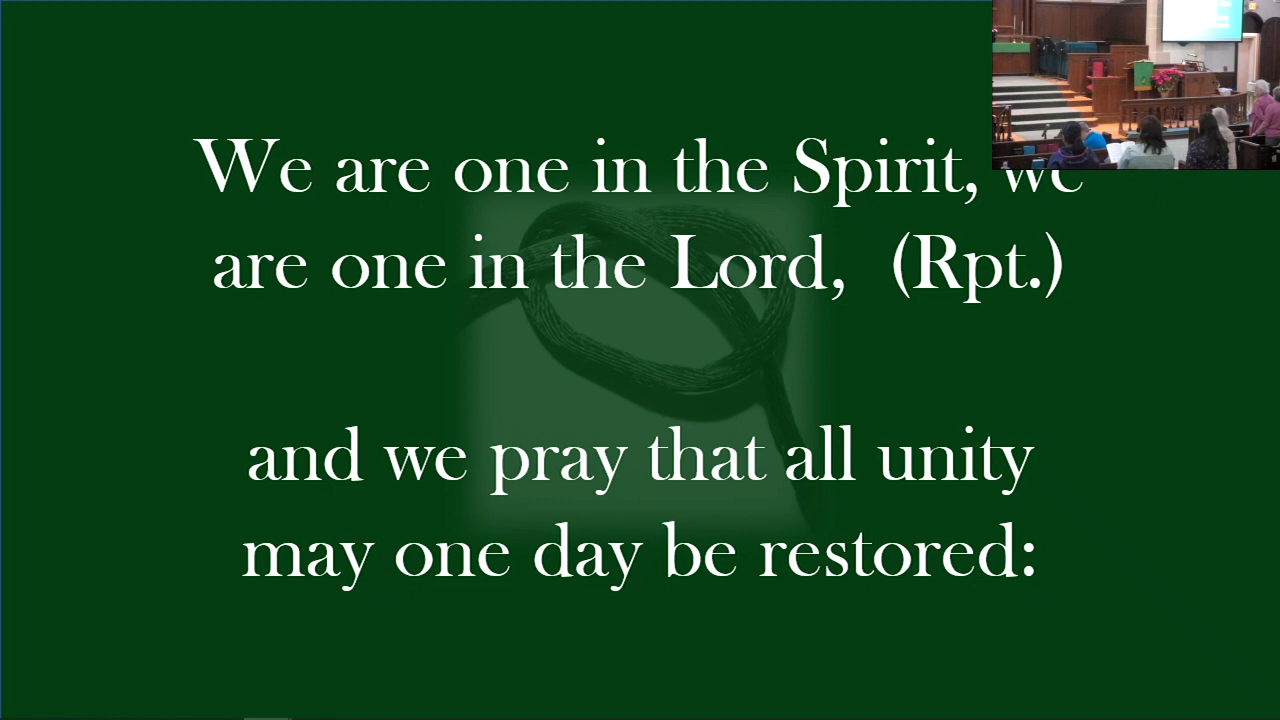 We are one in the Spirit, we
are one in the Lord,  (Rpt.)
and we pray that all unity
may one day be restored: